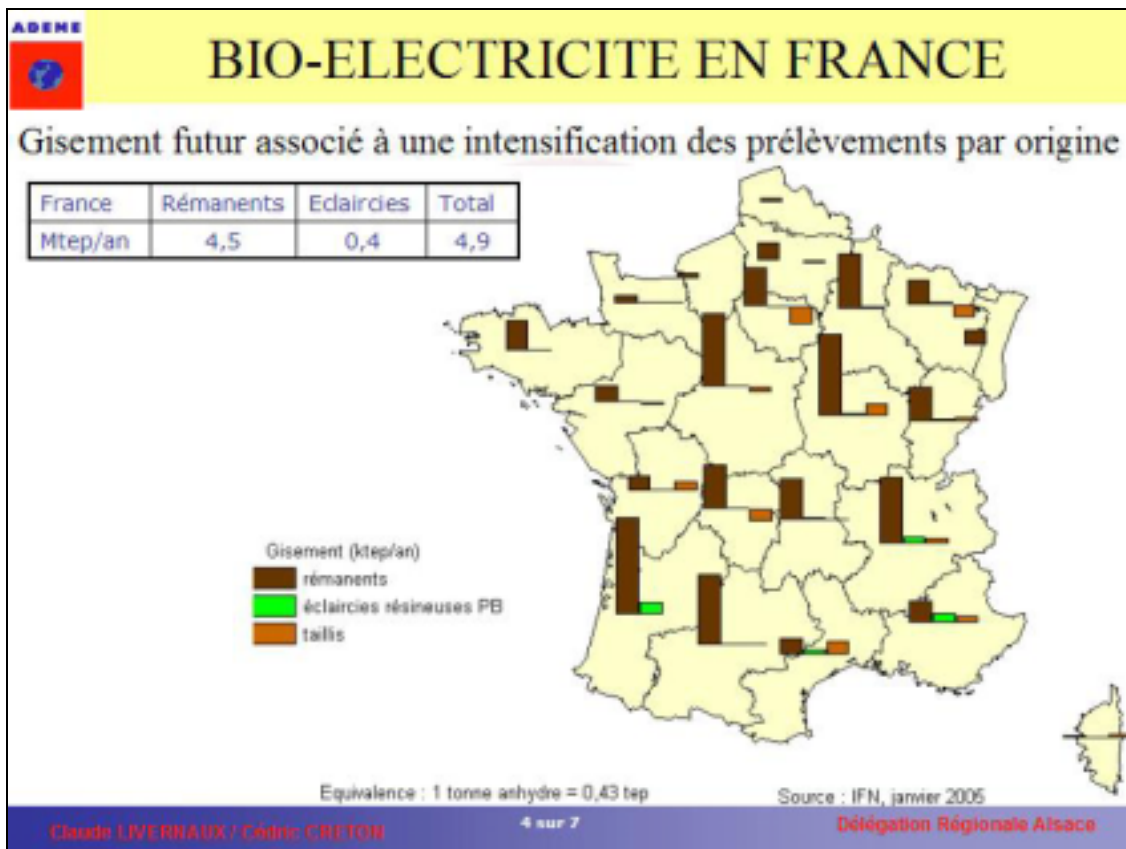 ADEME
BIO-ELECTRICITE EN FRANCE
Gisement futur associé à une intensification des prélèvements par origine
France Rémanents Eclaircies Total
Mtep/an 4,5 0,4 4,9
Gisement (ktep/an)
rémanents
éclaircies résineuses PB
taillis
Equivalence : 1 tonne anhydre = 0,43 tep
Source : IFN, janvier 2005
Claude LIVERNAUX / Cédric CRETON
4 sur 7
Délégation Régionale Alsace